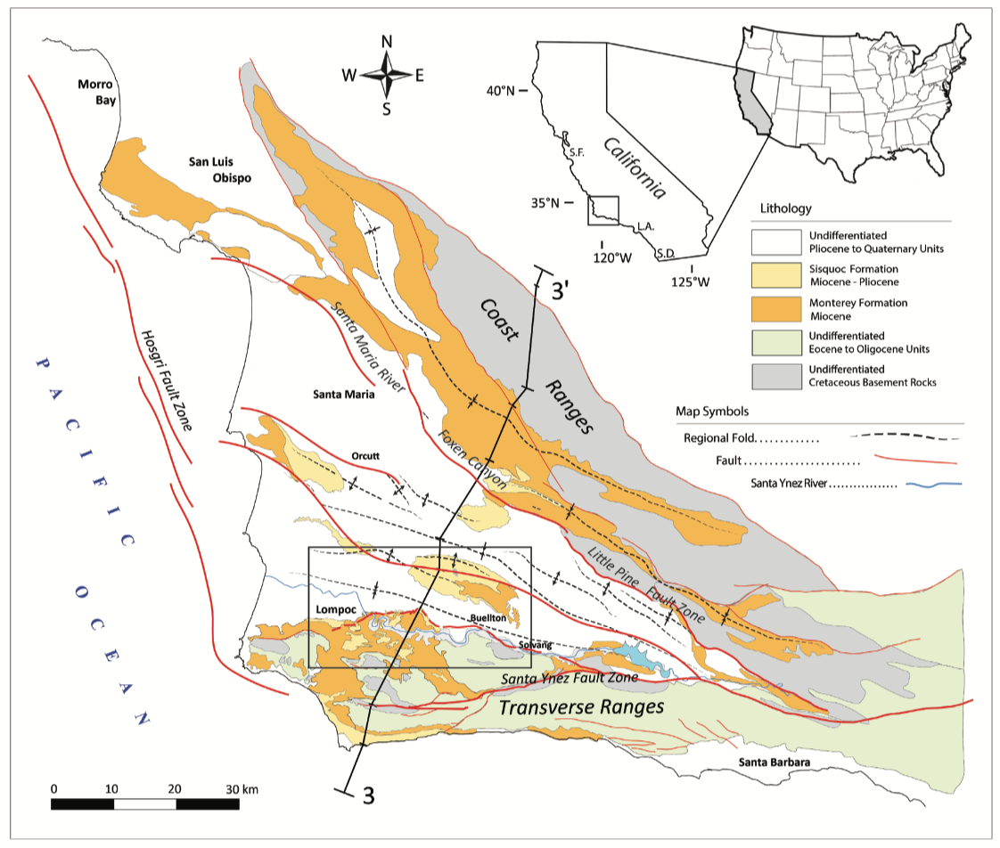 N
W E
S
Morro
Bay
San Luis
Obispo
40°N
35°N
S.F.
California
L.A.
S.D.
120°W
125°W
Lithology
Undifferentiated
Pliocene to Quaternary Units
Sisquoc Formation
Miocene - Pliocene
Monterey Formation
Miocene
Undifferentiated
Eocene to Oligocene Units
Undifferentiated
Cretaceous Basement Rocks
Map Symbols
Regional Fold.............
Fault........................
Santa Ynez River..............
3'
Coast
Ranges
Santa Maria River
Hosgri Fault Zone
PACIFIC
OCEAN
Santa Maria
Foxen Canyon
Orcutt
Little Pine Fault Zone
Lompoc
Buellton
Solvang
Santa Ynez Fault Zone
Transverse Ranges
Santa Barbara
3
0 10 20 30 km